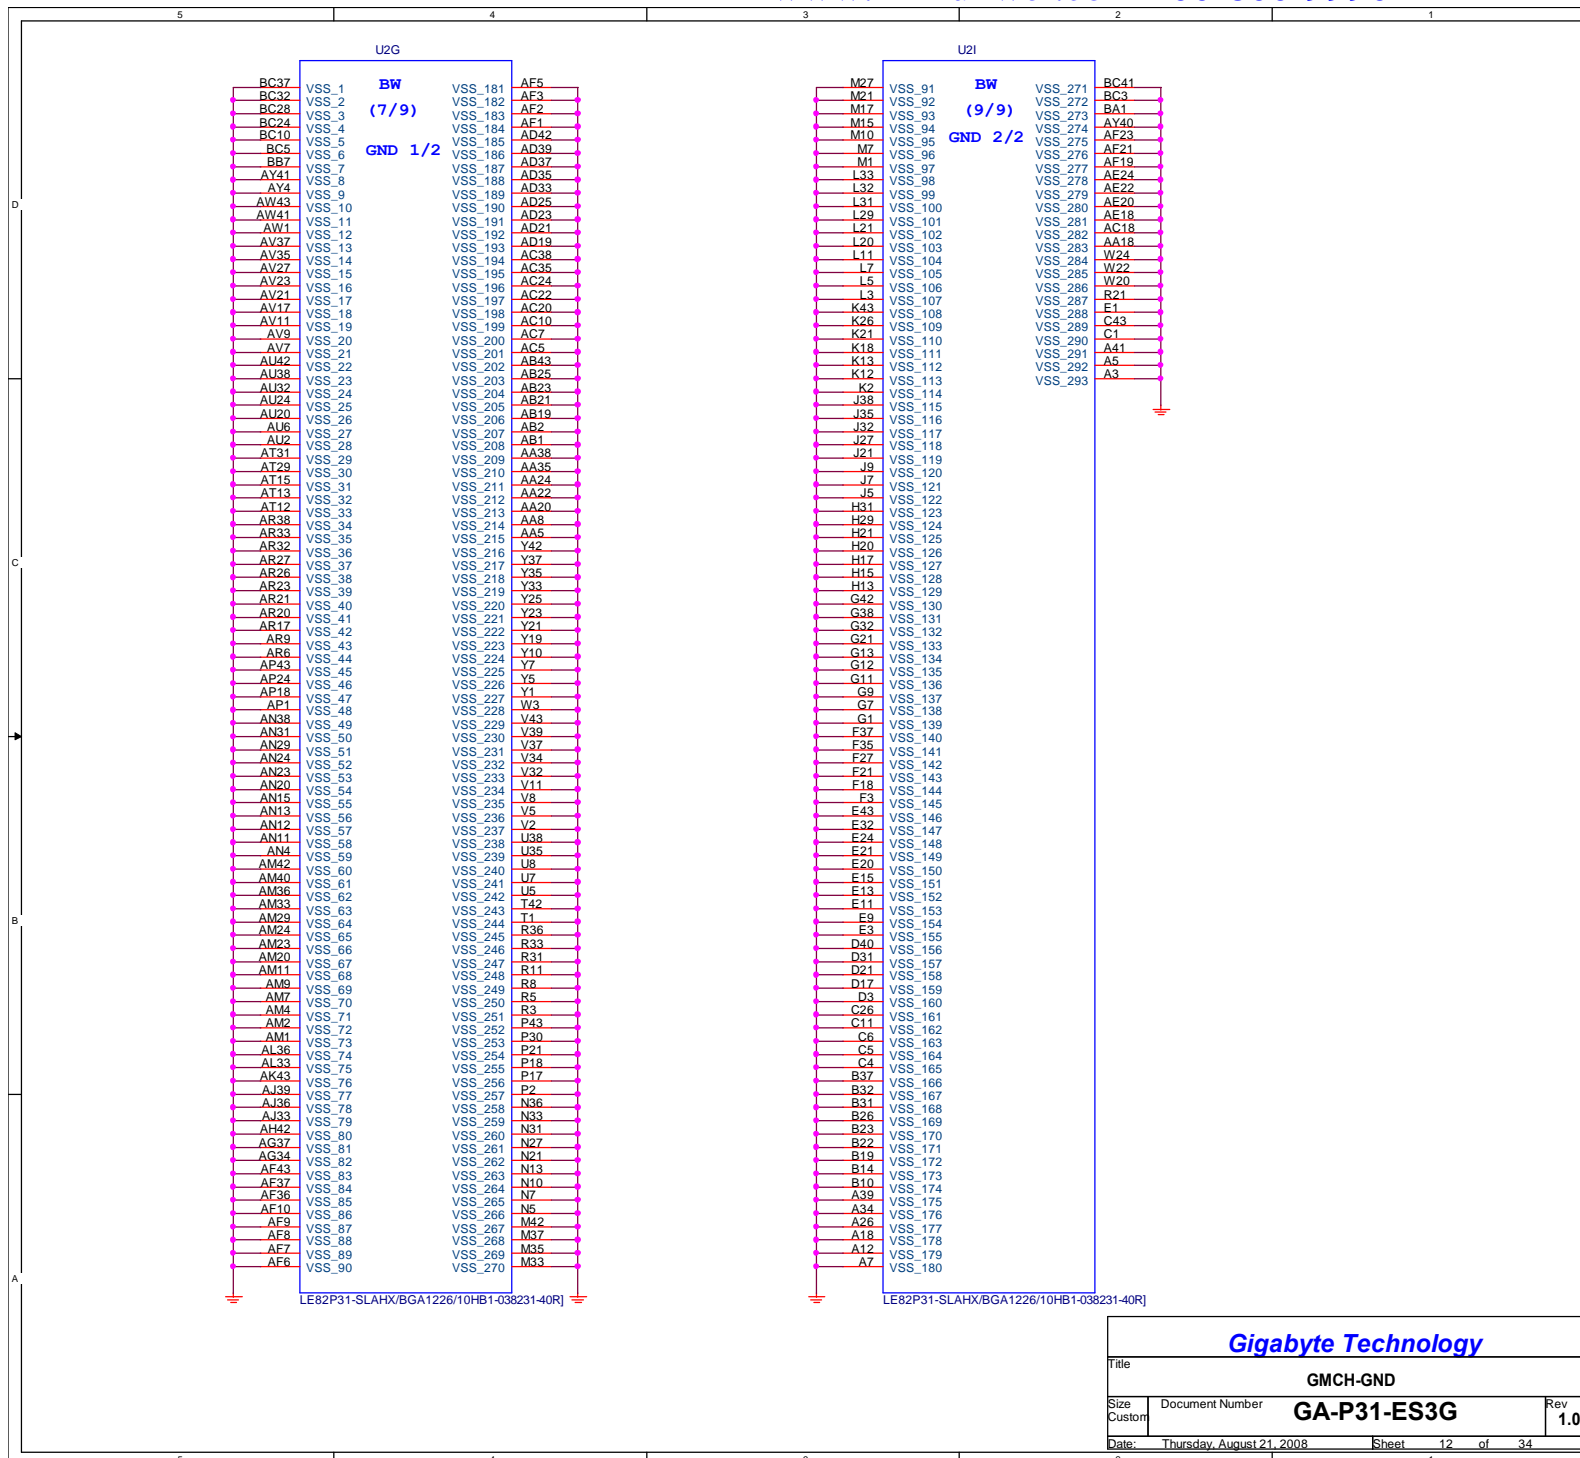 5 4 3 2 1
U2G
BW
(7/9)
GND 1/2
BC37 VSS_1 VSS_181 AF5
BC32 VSS_2 VSS_182 AF3
BC28 VSS_3 VSS_183 AF2
BC24 VSS_4 VSS_184 AF1
BC10 VSS_5 VSS_185 AD42
BC5 VSS_6 VSS_186 AD39
BB7 VSS_7 VSS_187 AD37
AY41 VSS_8 VSS_188 AD35
AY4 VSS_9 VSS_189 AD33
AW43 VSS_10 VSS_190 AD25
AW41 VSS_11 VSS_191 AD23
AW1 VSS_12 VSS_192 AD21
AV37 VSS_13 VSS_193 AD19
AV35 VSS_14 VSS_194 AC38
AV27 VSS_15 VSS_195 AC35
AV23 VSS_16 VSS_196 AC24
AV21 VSS_17 VSS_197 AC22
AV17 VSS_18 VSS_198 AC20
AV11 VSS_19 VSS_199 AC10
AV9 VSS_20 VSS_200 AC7
AV7 VSS_21 VSS_201 AC5
AU42 VSS_22 VSS_202 AB43
AU38 VSS_23 VSS_203 AB25
AU32 VSS_24 VSS_204 AB23
AU24 VSS_25 VSS_205 AB21
AU20 VSS_26 VSS_206 AB19
AU6 VSS_27 VSS_207 AB2
AU2 VSS_28 VSS_208 AB1
AT31 VSS_29 VSS_209 AA38
AT29 VSS_30 VSS_210 AA35
AT15 VSS_31 VSS_211 AA24
AT13 VSS_32 VSS_212 AA22
AT12 VSS_33 VSS_213 AA20
AR38 VSS_34 VSS_214 AA8
AR33 VSS_35 VSS_215 AA5
AR32 VSS_36 VSS_216 Y42
AR27 VSS_37 VSS_217 Y37
AR26 VSS_38 VSS_218 Y35
AR23 VSS_39 VSS_219 Y33
AR21 VSS_40 VSS_220 Y25
AR20 VSS_41 VSS_221 Y23
AR17 VSS_42 VSS_222 Y21
AR9 VSS_43 VSS_223 Y19
AR6 VSS_44 VSS_224 Y10
AP43 VSS_45 VSS_225 Y7
AP24 VSS_46 VSS_226 Y5
AP18 VSS_47 VSS_227 Y1
AP1 VSS_48 VSS_228 W3
AN38 VSS_49 VSS_229 V43
AN31 VSS_50 VSS_230 V39
AN29 VSS_51 VSS_231 V37
AN24 VSS_52 VSS_232 V34
AN23 VSS_53 VSS_233 V32
AN20 VSS_54 VSS_234 V11
AN15 VSS_55 VSS_235 V8
AN13 VSS_56 VSS_236 V5
AN12 VSS_57 VSS_237 V2
AN11 VSS_58 VSS_238 U38
AN4 VSS_59 VSS_239 U35
AM42 VSS_60 VSS_240 U8
AM40 VSS_61 VSS_241 U7
AM36 VSS_62 VSS_242 U5
AM33 VSS_63 VSS_243 T42
AM29 VSS_64 VSS_244 T1
AM24 VSS_65 VSS_245 R36
AM23 VSS_66 VSS_246 R33
AM20 VSS_67 VSS_247 R31
AM11 VSS_68 VSS_248 R11
AM9 VSS_69 VSS_249 R8
AM7 VSS_70 VSS_250 R5
AM4 VSS_71 VSS_251 R3
AM2 VSS_72 VSS_252 P43
AM1 VSS_73 VSS_253 P30
AL36 VSS_74 VSS_254 P21
AL33 VSS_75 VSS_255 P18
AK43 VSS_76 VSS_256 P17
AJ39 VSS_77 VSS_257 P2
AJ36 VSS_78 VSS_258 N36
AJ33 VSS_79 VSS_259 N33
AH42 VSS_80 VSS_260 N31
AG37 VSS_81 VSS_261 N27
AG34 VSS_82 VSS_262 N21
AF43 VSS_83 VSS_263 N13
AF37 VSS_84 VSS_264 N10
AF36 VSS_85 VSS_265 N7
AF10 VSS_86 VSS_266 N5
AF9 VSS_87 VSS_267 M42
AF8 VSS_88 VSS_268 M37
AF7 VSS_89 VSS_269 M35
AF6 VSS_90 VSS_270 M33
LE82P31-SLAHX/BGA1226/10HB1-038231-40R]
U2I
BW
(9/9)
GND 2/2
M27 VSS_91 VSS_271 BC41
M21 VSS_92 VSS_272 BC3
M17 VSS_93 VSS_273 BA1
M15 VSS_94 VSS_274 AY40
M10 VSS_95 VSS_275 AF23
M7 VSS_96 VSS_276 AF21
M1 VSS_97 VSS_277 AF19
L33 VSS_98 VSS_278 AE24
L32 VSS_99 VSS_279 AE22
L31 VSS_100 VSS_280 AE20
L29 VSS_101 VSS_281 AE18
L21 VSS_102 VSS_282 AC18
L20 VSS_103 VSS_283 AA18
L11 VSS_104 VSS_284 W24
L7 VSS_105 VSS_285 W22
L5 VSS_106 VSS_286 W20
L3 VSS_107 VSS_287 R21
K43 VSS_108 VSS_288 E1
K26 VSS_109 VSS_289 C43
K21 VSS_110 VSS_290 C1
K18 VSS_111 VSS_291 A41
K13 VSS_112 VSS_292 A5
K12 VSS_113 VSS_293 A3
K2 VSS_114
J38 VSS_115
J35 VSS_116
J32 VSS_117
J27 VSS_118
J21 VSS_119
J9 VSS_120
J7 VSS_121
J5 VSS_122
H31 VSS_123
H29 VSS_124
H21 VSS_125
H20 VSS_126
H17 VSS_127
H15 VSS_128
H13 VSS_129
G42 VSS_130
G38 VSS_131
G32 VSS_132
G21 VSS_133
G13 VSS_134
G12 VSS_135
G11 VSS_136
G9 VSS_137
G7 VSS_138
G1 VSS_139
F37 VSS_140
F35 VSS_141
F27 VSS_142
F21 VSS_143
F18 VSS_144
F3 VSS_145
E43 VSS_146
E32 VSS_147
E24 VSS_148
E21 VSS_149
E20 VSS_150
E15 VSS_151
E13 VSS_152
E11 VSS_153
E9 VSS_154
E3 VSS_155
D40 VSS_156
D31 VSS_157
D21 VSS_158
D17 VSS_159
D3 VSS_160
C26 VSS_161
C11 VSS_162
C6 VSS_163
C5 VSS_164
C4 VSS_165
B37 VSS_166
B32 VSS_167
B31 VSS_168
B26 VSS_169
B23 VSS_170
B22 VSS_171
B19 VSS_172
B14 VSS_173
B10 VSS_174
A39 VSS_175
A34 VSS_176
A26 VSS_177
A18 VSS_178
A12 VSS_179
A7 VSS_180
LE82P31-SLAHX/BGA1226/10HB1-038231-40R]
D
C
B
A
Gigabyte Technology
Title
GMCH-GND
Size Document Number Rev
Custom GA-P31-ES3G 1.0
Date: Thursday, August 21, 2008 Sheet 12 of 34